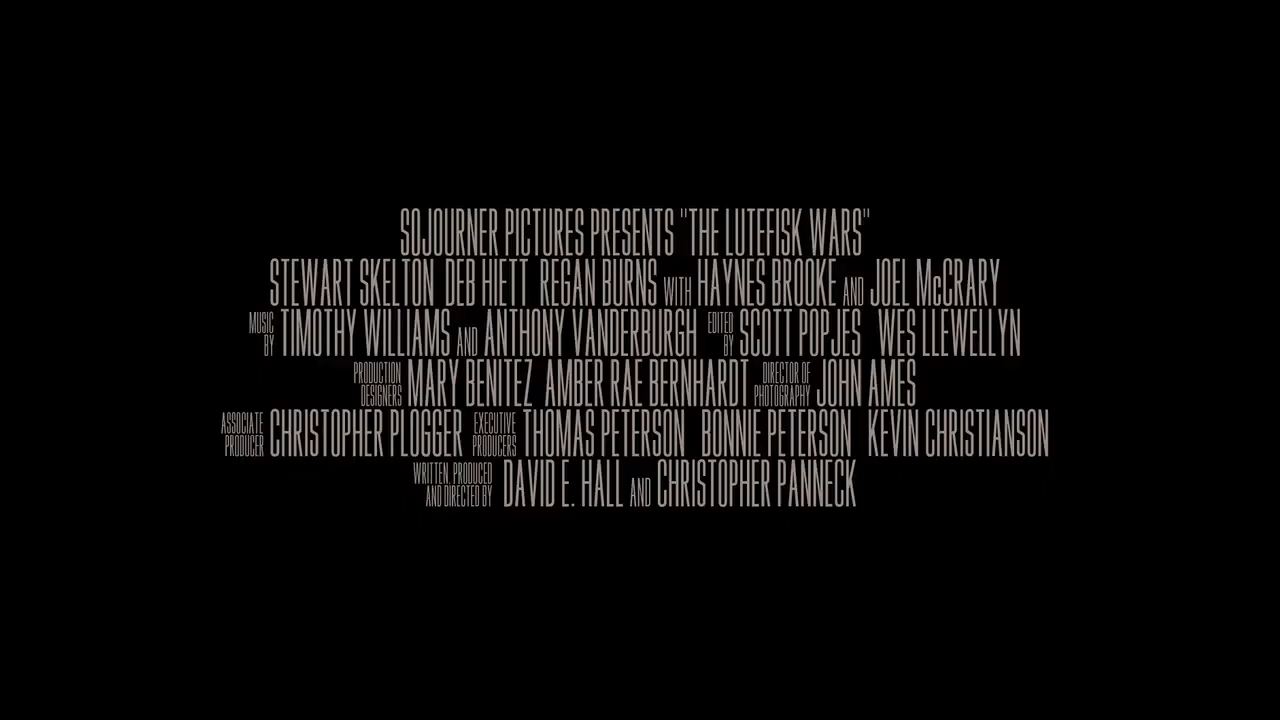 SOJOURNER PICTURES PRESENTS "THE LUTEFISK WARS"
STEWART SKELTON DEB HIETT REGAN BURNS WITH HAYNES BROOKE AND JOEL McCRARY
MUSIC BY TIMOTHY WILLIAMS AND ANTHONY VANDERBURGH EDITED BY SCOTT POPJES WES LLEWELLYN
PRODUCTION DESIGNERS MARY BENITEZ AMBER RAE BERNHARDT DIRECTOR OF PHOTOGRAPHY JOHN AMES
ASSOCIATE PRODUCER CHRISTOPHER PLOGGER EXECUTIVE PRODUCERS THOMAS PETERSON BONNIE PETERSON KEVIN CHRISTIANSON
WRITTEN, PRODUCED AND DIRECTED BY DAVID E. HALL AND CHRISTOPHER PANNECK